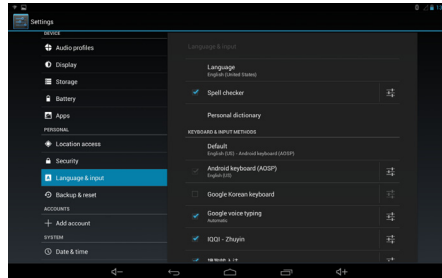 Settings
DEVICE
Audio profiles
Display
Storage
Battery
Apps
PERSONAL
Location access
Security
Language & input
Backup & reset
ACCOUNTS
Add account
SYSTEM
Date & time
Language & input
Language
English (United States)
Spell checker
Personal dictionary
KEYBOARD & INPUT METHODS
Default
English (US) - Android keyboard (AOSP)
Android keyboard (AOSP)
English (US)
Google Korean keyboard
Google voice typing
Automatic
IQQI - Zhuyin